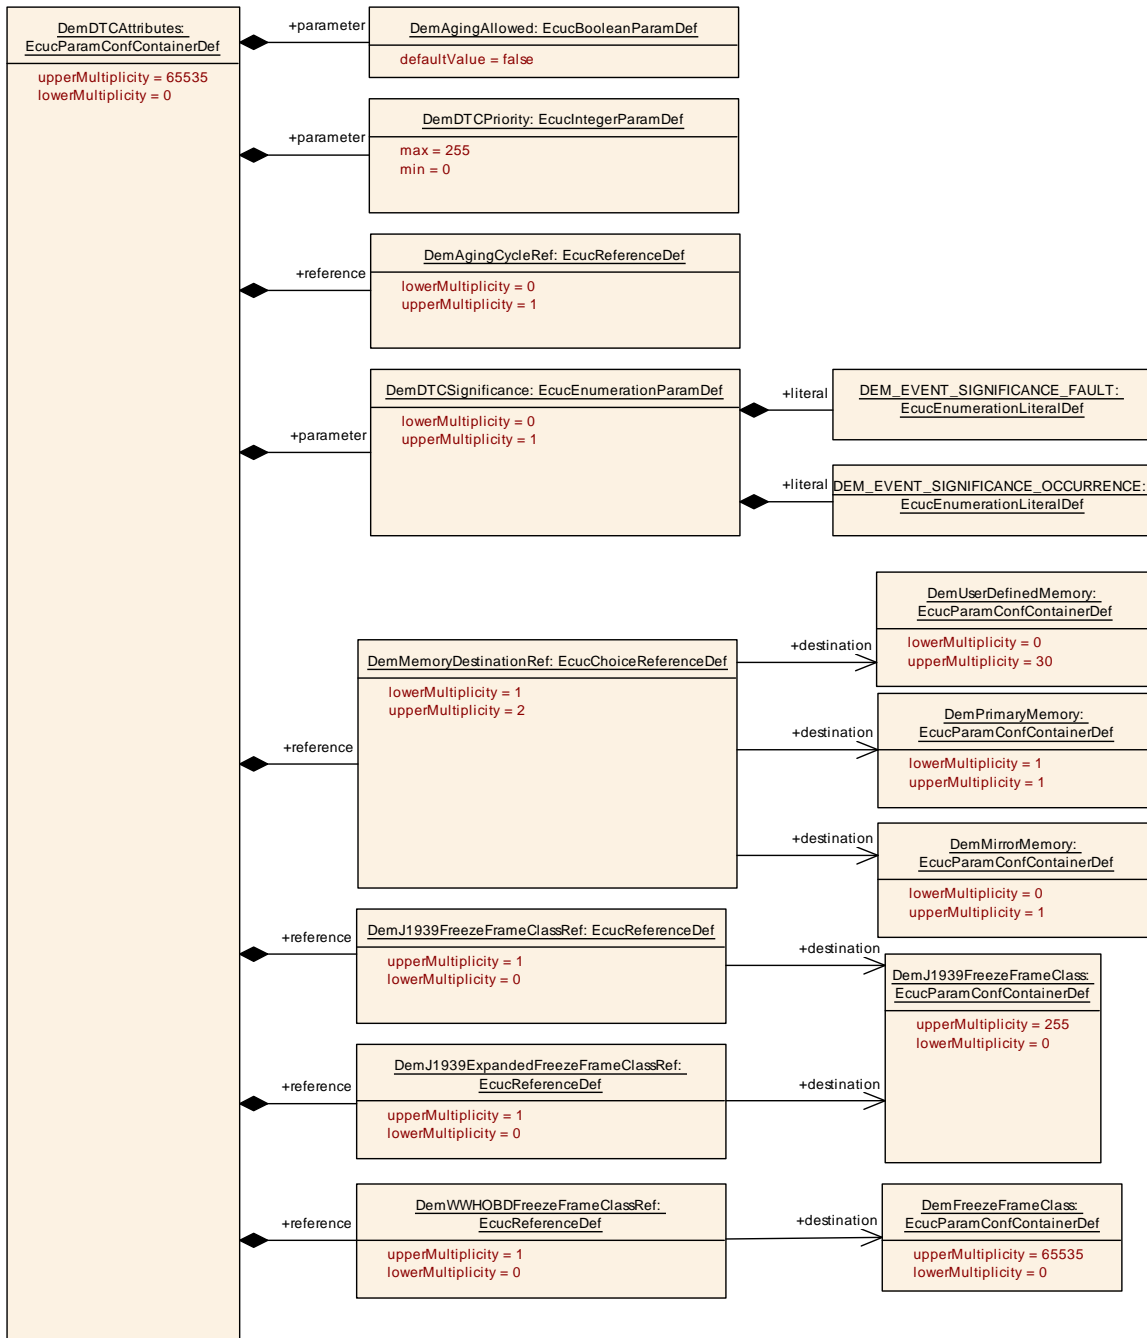 DemDTCAttributes:
EcucParamConfContainerDef
upperMultiplicity = 65535
lowerMultiplicity = 0
+parameter
DemAgingAllowed: EcucBooleanParamDef
defaultValue = false
+parameter
DemDTCPriority: EcucIntegerParamDef
max = 255
min = 0
+reference
DemAgingCycleRef: EcucReferenceDef
lowerMultiplicity = 0
upperMultiplicity = 1
+parameter
DemDTCSignificance: EcucEnumerationParamDef
lowerMultiplicity = 0
upperMultiplicity = 1
+literal
DEM_EVENT_SIGNIFICANCE_FAULT:
EcucEnumerationLiteralDef
+literal
DEM_EVENT_SIGNIFICANCE_OCCURRENCE:
EcucEnumerationLiteralDef
+reference
DemMemoryDestinationRef: EcucChoiceReferenceDef
lowerMultiplicity = 1
upperMultiplicity = 2
+destination
DemUserDefinedMemory:
EcucParamConfContainerDef
lowerMultiplicity = 0
upperMultiplicity = 30
+destination
DemPrimaryMemory:
EcucParamConfContainerDef
lowerMultiplicity = 1
upperMultiplicity = 1
+destination
DemMirrorMemory:
EcucParamConfContainerDef
lowerMultiplicity = 0
upperMultiplicity = 1
+reference
DemJ1939FreezeFrameClassRef: EcucReferenceDef
upperMultiplicity = 1
lowerMultiplicity = 0
+destination
DemJ1939FreezeFrameClass:
EcucParamConfContainerDef
upperMultiplicity = 255
lowerMultiplicity = 0
+reference
DemJ1939ExpandedFreezeFrameClassRef:
EcucReferenceDef
upperMultiplicity = 1
lowerMultiplicity = 0
+destination
+reference
DemWWHOBDFreezeFrameClassRef:
EcucReferenceDef
upperMultiplicity = 1
lowerMultiplicity = 0
+destination
DemFreezeFrameClass:
EcucParamConfContainerDef
upperMultiplicity = 65535
lowerMultiplicity = 0